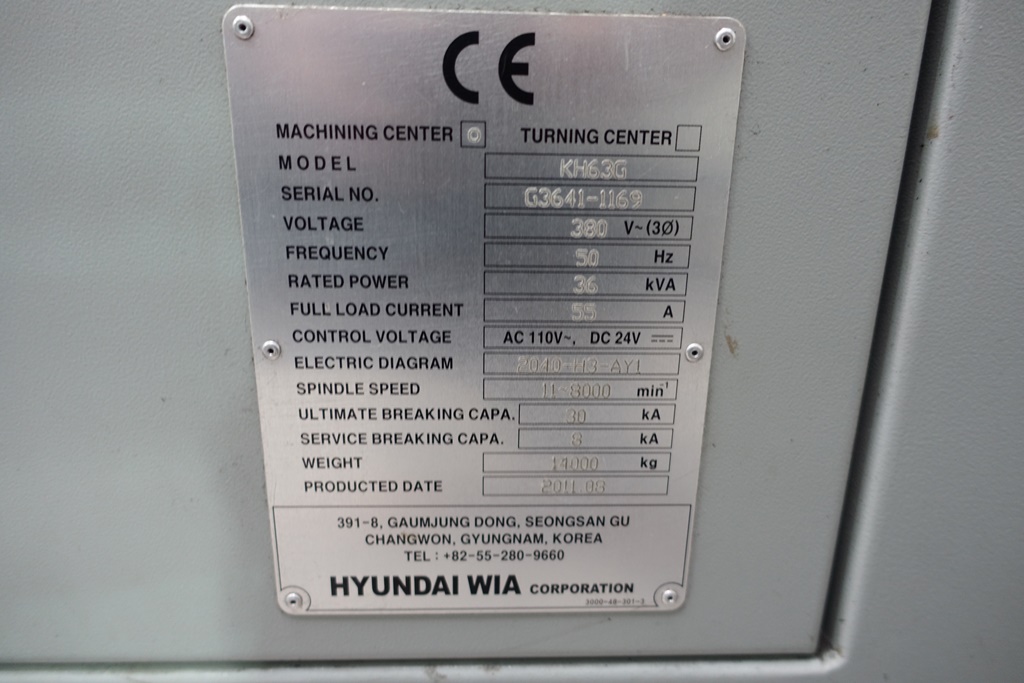 CE
MACHINING CENTER O TURNING CENTER
MODEL KH63G
SERIAL NO. G3641-1169
VOLTAGE 380 V~(3Ø)
FREQUENCY 50 Hz
RATED POWER 36 kVA
FULL LOAD CURRENT 55 A
CONTROL VOLTAGE AC 110V~, DC 24V ⎓
ELECTRIC DIAGRAM 2040-H3-AY1
SPINDLE SPEED 11~8000 min⁻¹
ULTIMATE BREAKING CAPA. 30 kA
SERVICE BREAKING CAPA. 8 kA
WEIGHT 14000 kg
PRODUCTED DATE 2011.08
391-8, GAUMJUNG DONG, SEONGSAN GU
CHANGWON, GYUNGNAM, KOREA
TEL : +82-55-280-9660
HYUNDAI WIA CORPORATION